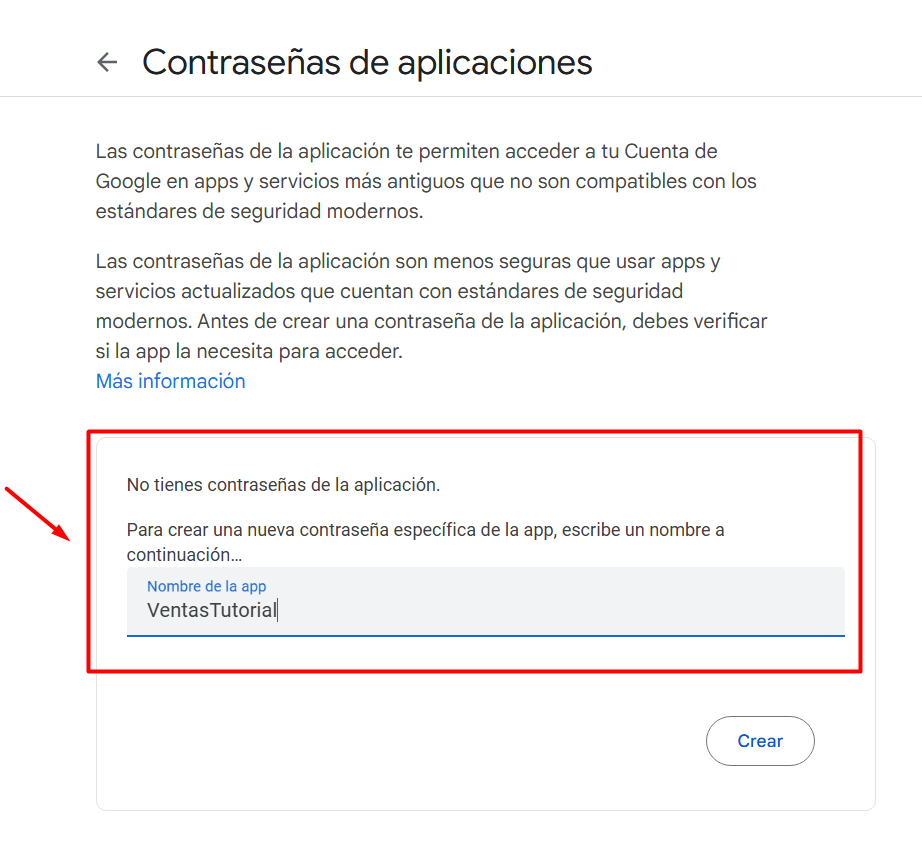 Contraseñas de aplicaciones
Las contraseñas de la aplicación te permiten acceder a tu Cuenta de
Google en apps y servicios más antiguos que no son compatibles con los
estándares de seguridad modernos.
Las contraseñas de la aplicación son menos seguras que usar apps y
servicios actualizados que cuentan con estándares de seguridad
modernos. Antes de crear una contraseña de la aplicación, debes verificar
si la app la necesita para acceder.
Más información
No tienes contraseñas de la aplicación.
Para crear una nueva contraseña específica de la app, escribe un nombre a
continuación…
Nombre de la app
VentasTutorial
Crear